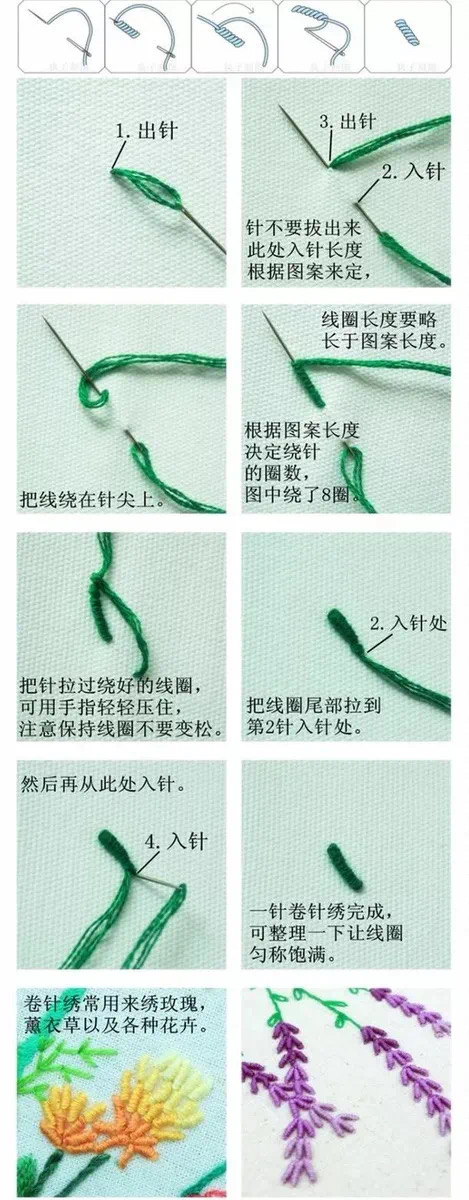 1.出针
3.出针
2.入针
针不要拔出来
此处入针长度
根据图案来定，
把线绕在针尖上。
线圈长度要略
长于图案长度。
根据图案长度
决定绕针
的圈数，
图中绕了8圈。
把针拉过绕好的线圈，
可用手指轻轻压住，
注意保持线圈不要变松。
2.入针处
把线圈尾部拉到
第2针入针处。
然后再从此处入针。
4.入针
一针卷针绣完成，
可整理一下让线圈
匀称饱满。
卷针绣常用来绣玫瑰，
薰衣草以及各种花卉。